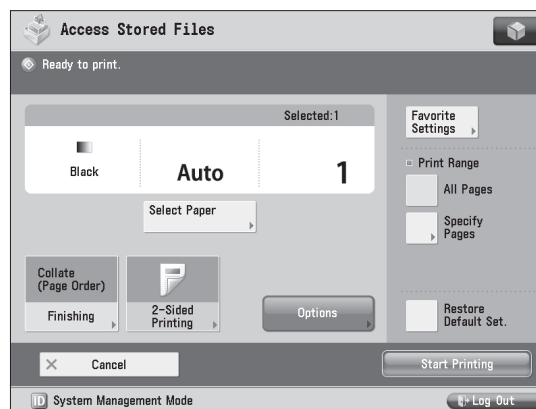 Access Stored Files
Ready to print.
Selected:1
Black
Auto
1
Select Paper
Collate
(Page Order)
Finishing
2-Sided
Printing
Options
Favorite
Settings
Print Range
All Pages
Specify
Pages
Restore
Default Set.
Cancel
Start Printing
ID System Management Mode
Log Out